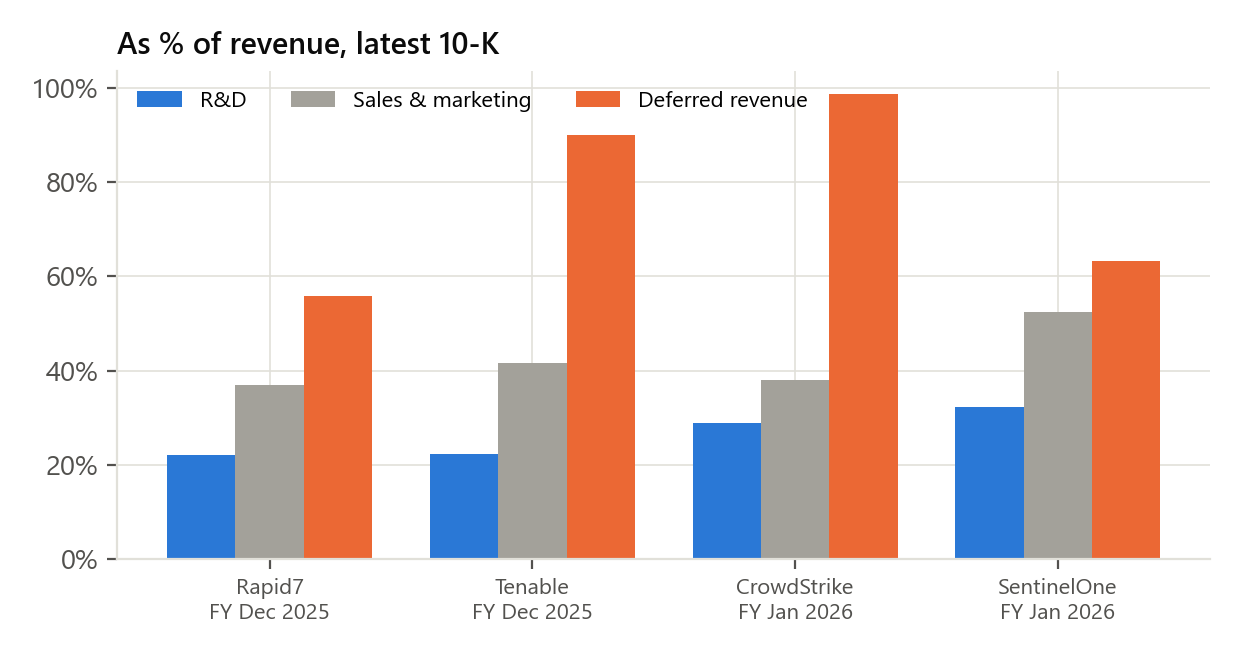 As % of revenue, latest 10-K
100%
R&D Sales & marketing Deferred revenue
80%
60%
40%
20%
0%
Rapid7 Tenable CrowdStrike SentinelOne
FY Dec 2025 FY Dec 2025 FY Jan 2026 FY Jan 2026